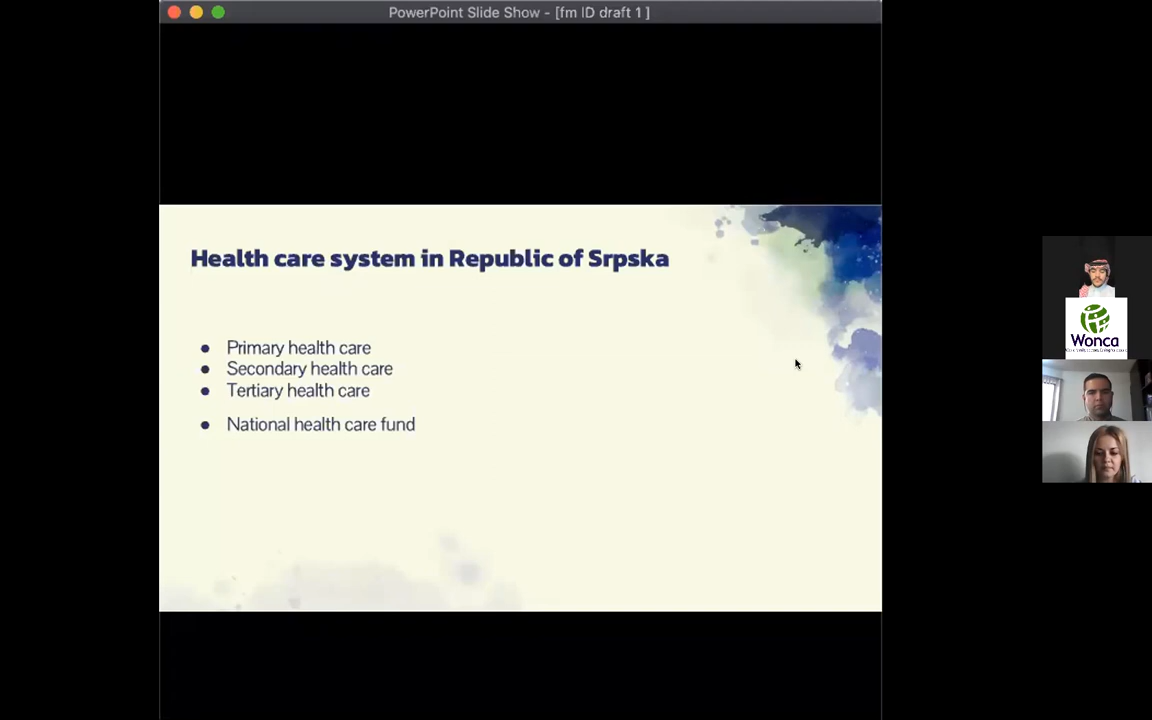 PowerPoint Slide Show - [fm ID draft 1 ]
Health care system in Republic of Srpska
● Primary health care
● Secondary health care
● Tertiary health care
● National health care fund
Wonca